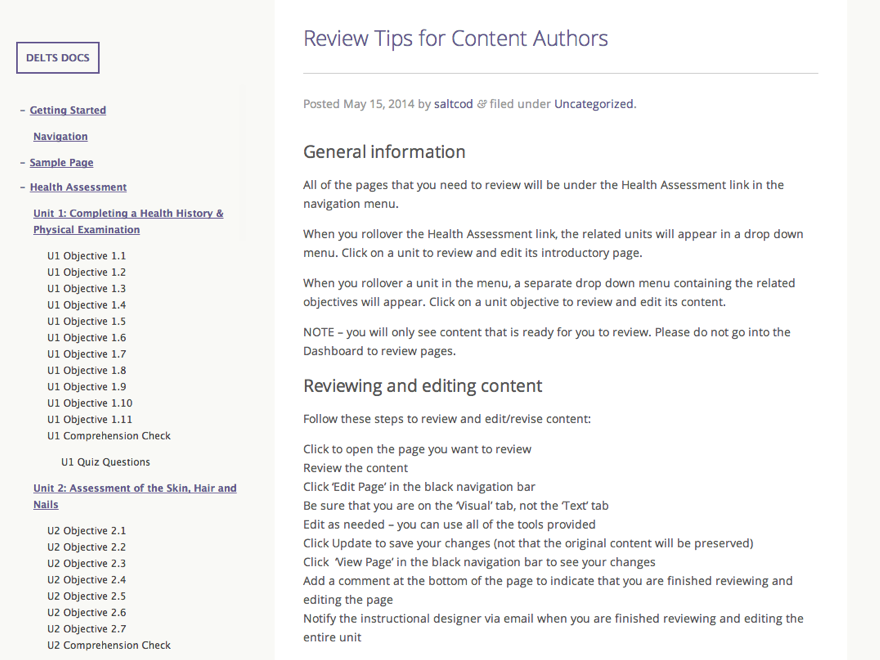 DELTS DOCS
– Getting Started
Navigation
– Sample Page
– Health Assessment
Unit 1: Completing a Health History &
Physical Examination
U1 Objective 1.1
U1 Objective 1.2
U1 Objective 1.3
U1 Objective 1.4
U1 Objective 1.5
U1 Objective 1.6
U1 Objective 1.7
U1 Objective 1.8
U1 Objective 1.9
U1 Objective 1.10
U1 Objective 1.11
U1 Comprehension Check
U1 Quiz Questions
Unit 2: Assessment of the Skin, Hair and
Nails
U2 Objective 2.1
U2 Objective 2.2
U2 Objective 2.3
U2 Objective 2.4
U2 Objective 2.5
U2 Objective 2.6
U2 Objective 2.7
U2 Comprehension Check
Review Tips for Content Authors
Posted May 15, 2014 by saltcod & filed under Uncategorized.
General information
All of the pages that you need to review will be under the Health Assessment link in the
navigation menu.
When you rollover the Health Assessment link, the related units will appear in a drop down
menu. Click on a unit to review and edit its introductory page.
When you rollover a unit in the menu, a separate drop down menu containing the related
objectives will appear. Click on a unit objective to review and edit its content.
NOTE – you will only see content that is ready for you to review. Please do not go into the
Dashboard to review pages.
Reviewing and editing content
Follow these steps to review and edit/revise content:
Click to open the page you want to review
Review the content
Click ‘Edit Page’ in the black navigation bar
Be sure that you are on the ‘Visual’ tab, not the ‘Text’ tab
Edit as needed – you can use all of the tools provided
Click Update to save your changes (not that the original content will be preserved)
Click  ‘View Page’ in the black navigation bar to see your changes
Add a comment at the bottom of the page to indicate that you are finished reviewing and
editing the page
Notify the instructional designer via email when you are finished reviewing and editing the
entire unit